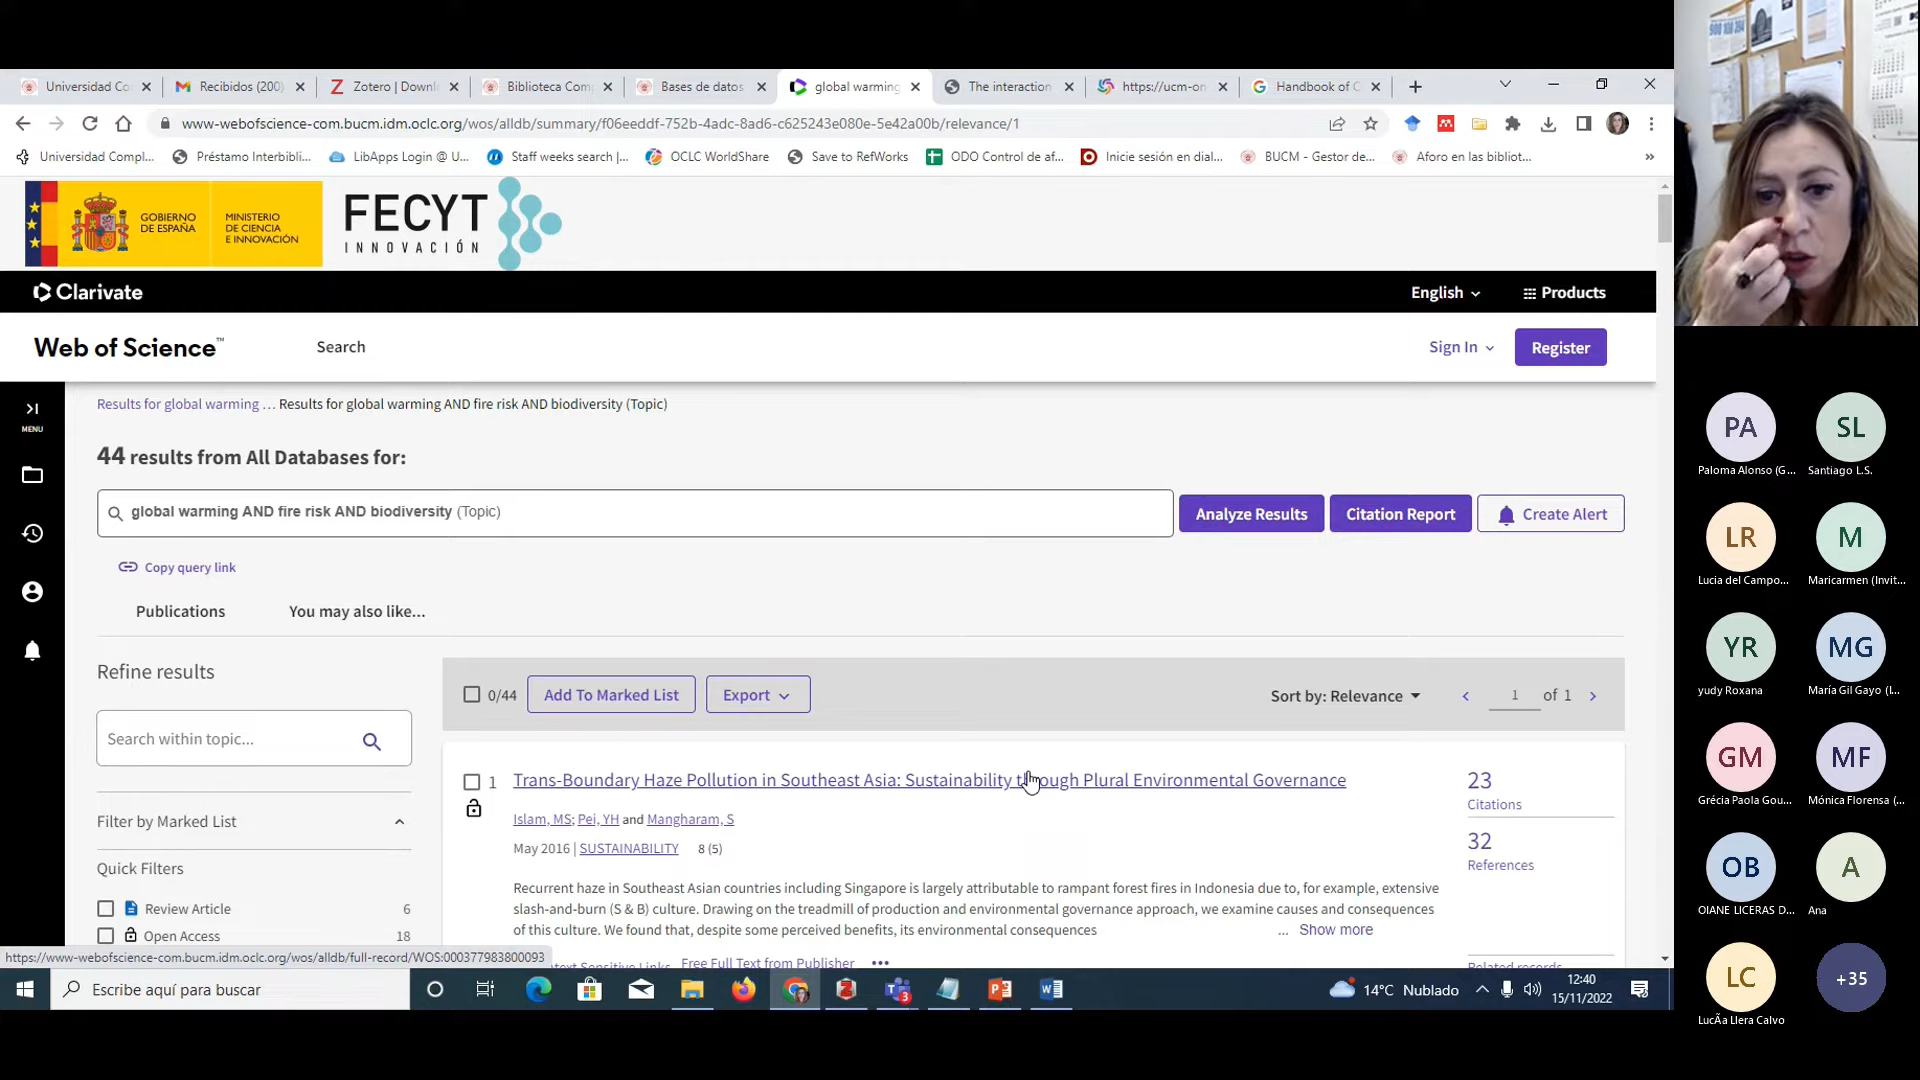 Universidad Co
Recibidos (200)
Zotero | Downl
Biblioteca Com
Bases de datos
global warming
The interaction
https://ucm-on
Handbook of C
www-webofscience-com.bucm.idm.oclc.org/wos/alldb/summary/f06eeddf-752b-4adc-8ad6-c625243e080e-5e42a00b/relevance/1
Universidad Compl...
Préstamo Interbibli...
LibApps Login @ U...
Staff weeks search |...
OCLC WorldShare
Save to RefWorks
ODO Control de af...
Inicie sesión en dial...
BUCM - Gestor de...
Aforo en las bibliot...
»
GOBIERNO
DE ESPAÑA
MINISTERIO
DE CIENCIA
E INNOVACIÓN
FECYT
INNOVACIÓN
Clarivate
English
Products
Web of Science™
Search
Sign In
Register
MENU
Results for global warming ... Results for global warming AND fire risk AND biodiversity (Topic)
44 results from All Databases for:
global warming AND fire risk AND biodiversity (Topic)
Analyze Results
Citation Report
Create Alert
Copy query link
Publications
You may also like...
Refine results
0/44
Add To Marked List
Export
Sort by: Relevance
1 of 1
Search within topic...
Filter by Marked List
Quick Filters
Review Article 6
Open Access 18
1
Trans-Boundary Haze Pollution in Southeast Asia: Sustainability through Plural Environmental Governance
Islam, MS; Pei, YH and Mangharam, S
May 2016 | SUSTAINABILITY 8 (5)
Recurrent haze in Southeast Asian countries including Singapore is largely attributable to rampant forest fires in Indonesia due to, for example, extensive
slash-and-burn (S & B) culture. Drawing on the treadmill of production and environmental governance approach, we examine causes and consequences
of this culture. We found that, despite some perceived benefits, its environmental consequences
... Show more
23
Citations
32
References
Related records
Context Sensitive Links
Free Full Text from Publisher
https://www-webofscience-com.bucm.idm.oclc.org/wos/alldb/full-record/WOS:000377983800093
Escribe aquí para buscar
3
14°C Nublado
12:40
15/11/2022
900 108 394
PA
Paloma Alonso (G...
SL
Santiago L.S.
LR
Lucia del Campo...
M
Maricarmen (Invit...
YR
yudy Roxana
MG
María Gil Gayo (I...
GM
Grécia Paola Gou...
MF
Mónica Florensa (...
OB
OIANE LICERAS D...
A
Ana
LC
LucÃa Llera Calvo
+35